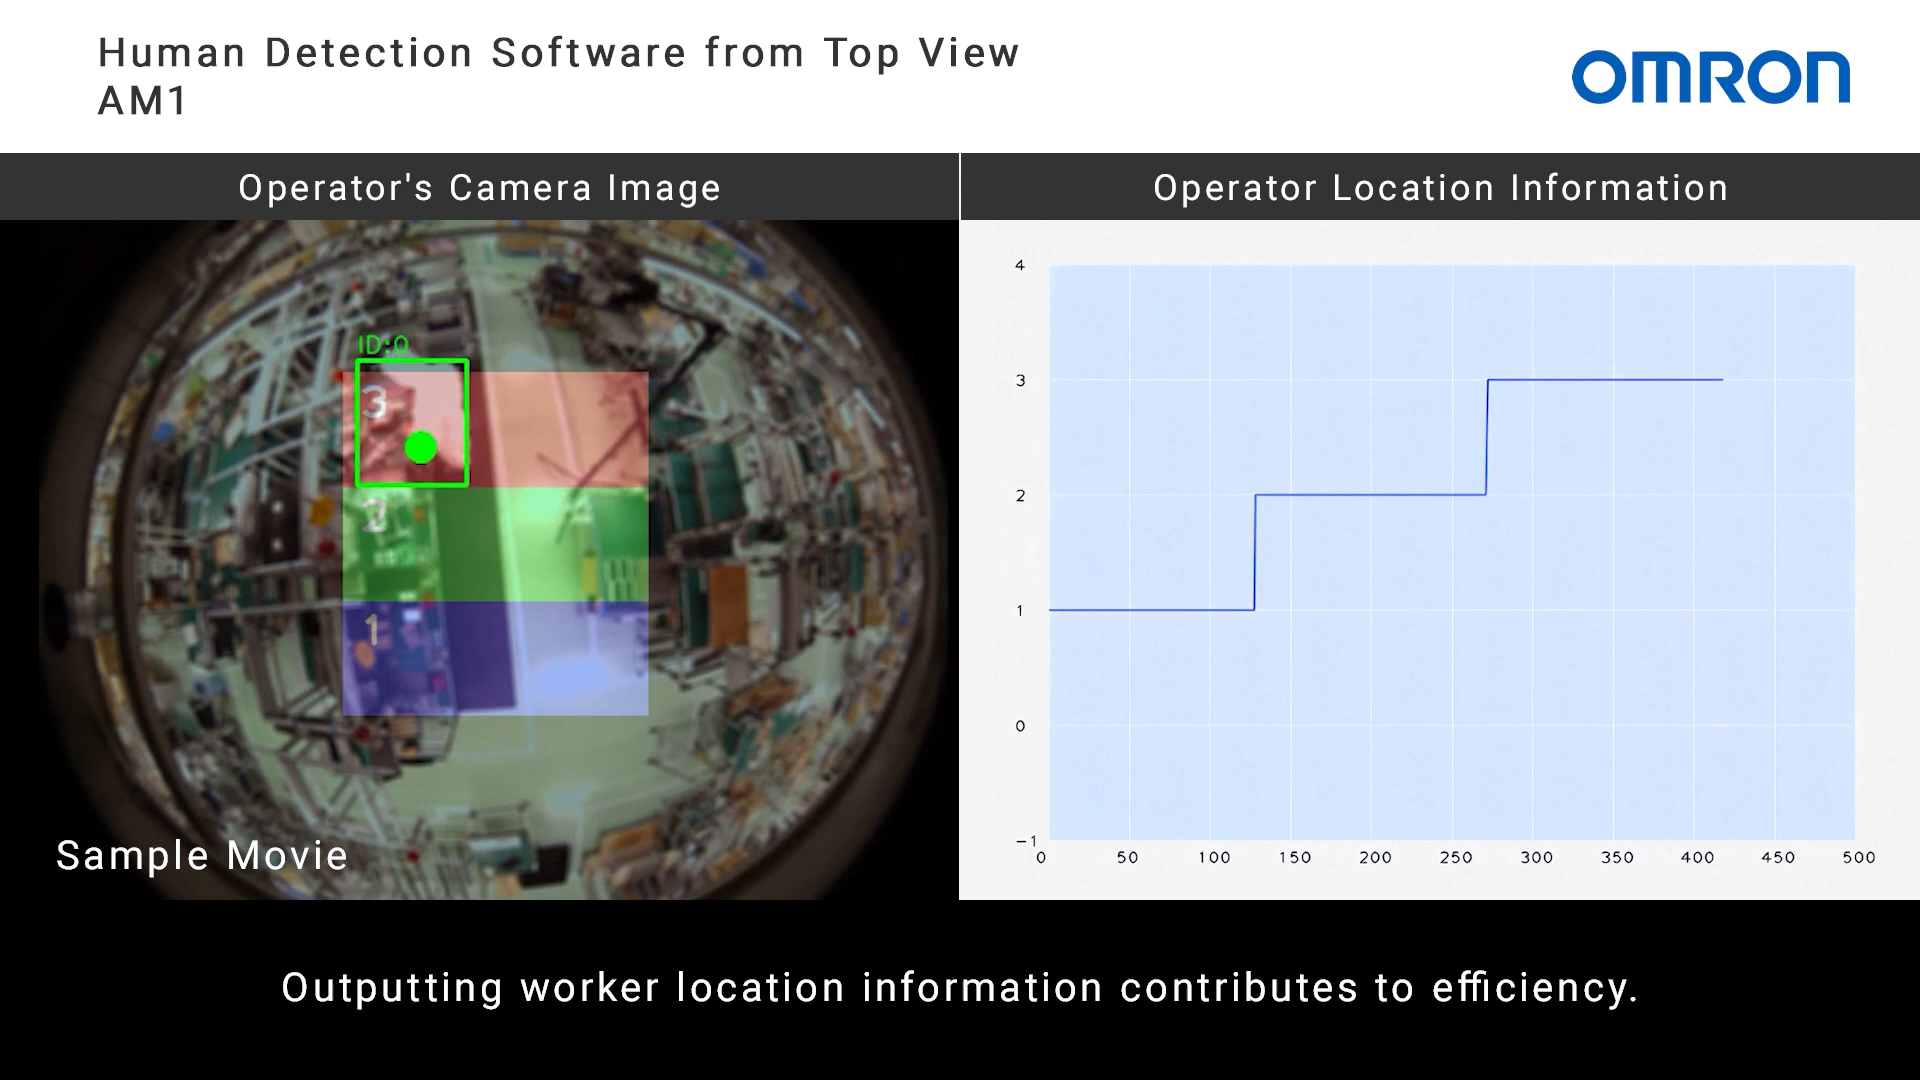 Human Detection Software from Top View
AM1
OMRON
Operator's Camera Image
Operator Location Information
ID:0
3
2
1
Sample Movie
4
3
2
1
0
-1
0 50 100 150 200 250 300 350 400 450 500
Outputting worker location information contributes to efficiency.